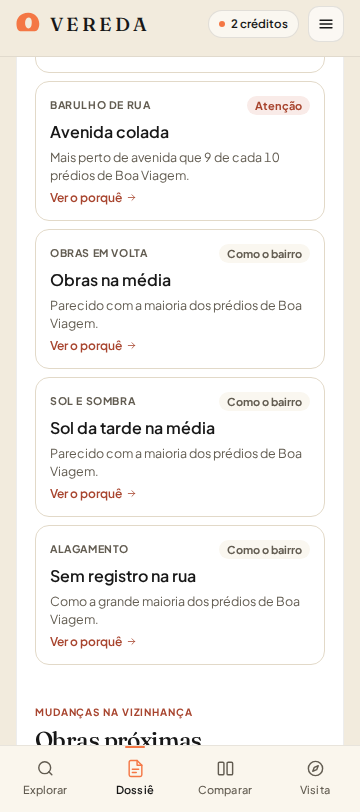 VEREDA
2 créditos
BARULHO DE RUA
Atenção
Avenida colada
Mais perto de avenida que 9 de cada 10
prédios de Boa Viagem.
Ver o porquê →
OBRAS EM VOLTA
Como o bairro
Obras na média
Parecido com a maioria dos prédios de Boa
Viagem.
Ver o porquê →
SOL E SOMBRA
Como o bairro
Sol da tarde na média
Parecido com a maioria dos prédios de Boa
Viagem.
Ver o porquê →
ALAGAMENTO
Como o bairro
Sem registro na rua
Como a grande maioria dos prédios de Boa
Viagem.
Ver o porquê →
MUDANÇAS NA VIZINHANÇA
Obras próximas
Explorar
Dossiê
Comparar
Visita